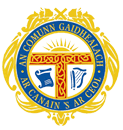 AN COMUNN GAIDHEALACH
AR CANAIN 'S AR CEOL